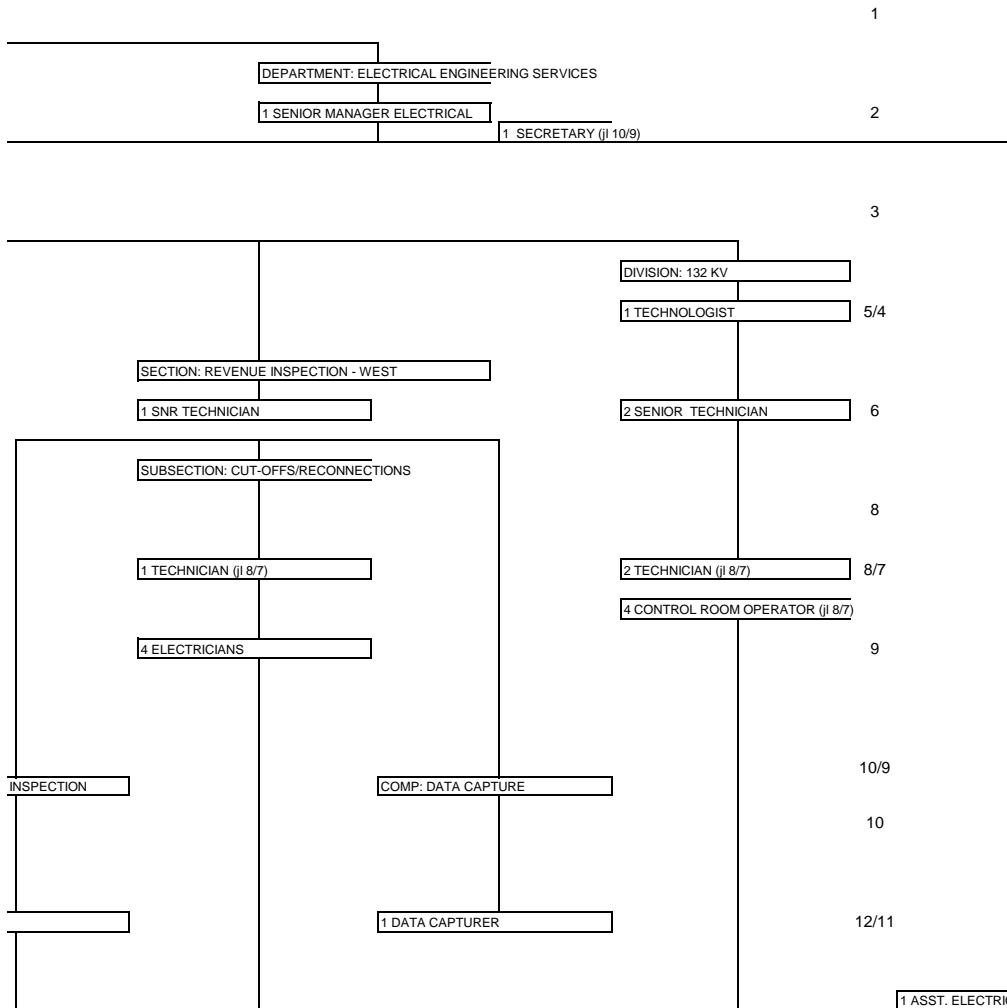 1
DEPARTMENT: ELECTRICAL ENGINEERING SERVICES
1 SENIOR MANAGER ELECTRICAL
2
1  SECRETARY (jl 10/9)
3
DIVISION: 132 KV
1 TECHNOLOGIST
5/4
SECTION: REVENUE INSPECTION - WEST
1 SNR TECHNICIAN
2 SENIOR  TECHNICIAN
6
SUBSECTION: CUT-OFFS/RECONNECTIONS
8
1 TECHNICIAN (jl 8/7)
2 TECHNICIAN (jl 8/7)
8/7
4 CONTROL ROOM OPERATOR (jl 8/7)
4 ELECTRICIANS
9
10/9
INSPECTION
COMP: DATA CAPTURE
10
1 DATA CAPTURER
12/11
1 ASST. ELECTRI